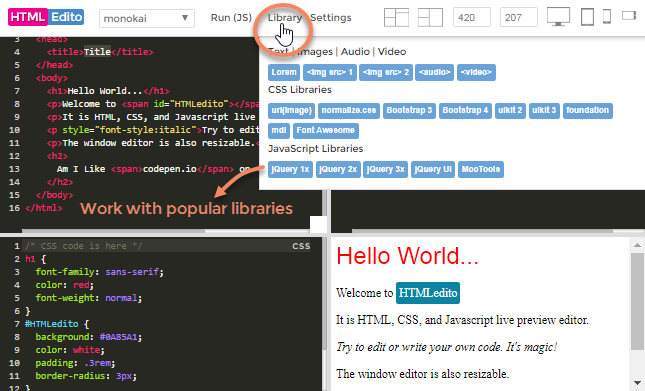 HTML Edito monokai Run (JS) Library Settings 420 207
Text | Images | Audio | Video
Lorem <img src> 1 <img src> 2 <audio> <video>
CSS Libraries
url(image) normalize.css Bootstrap 3 Bootstrap 4 uikit 2 uikit 3 foundation
mdl Font Awesome
JavaScript Libraries
jQuery 1x jQuery 2x jQuery 3x jQuery UI MooTools
3 <head>
4 <title>Title</title>
5 </head>
6 <body>
7 <h1>Hello World...</h1>
8 <p>Welcome to <span id="HTMLedito"></sp
9 <p>It is HTML, CSS, and Javascript live
10 <p style="font-style:italic">Try to edit
11 <p>The window editor is also resizable.<
12 <h2>
13 Am I Like <span>codepen.io</span> on
14 </h2>
15 </body>
16 </html>
Work with popular libraries
CSS
1 /* CSS code is here */
2 h1 {
3 font-family: sans-serif;
4 color: red;
5 font-weight: normal;
6 }
7 #HTMLedito {
8 background: #0A85A1;
9 color: white;
10 padding: .3rem;
11 border-radius: 3px;
12 }
Hello World...
Welcome to HTMLedito
It is HTML, CSS, and Javascript live preview editor.
Try to edit or write your own code. It's magic!
The window editor is also resizable.